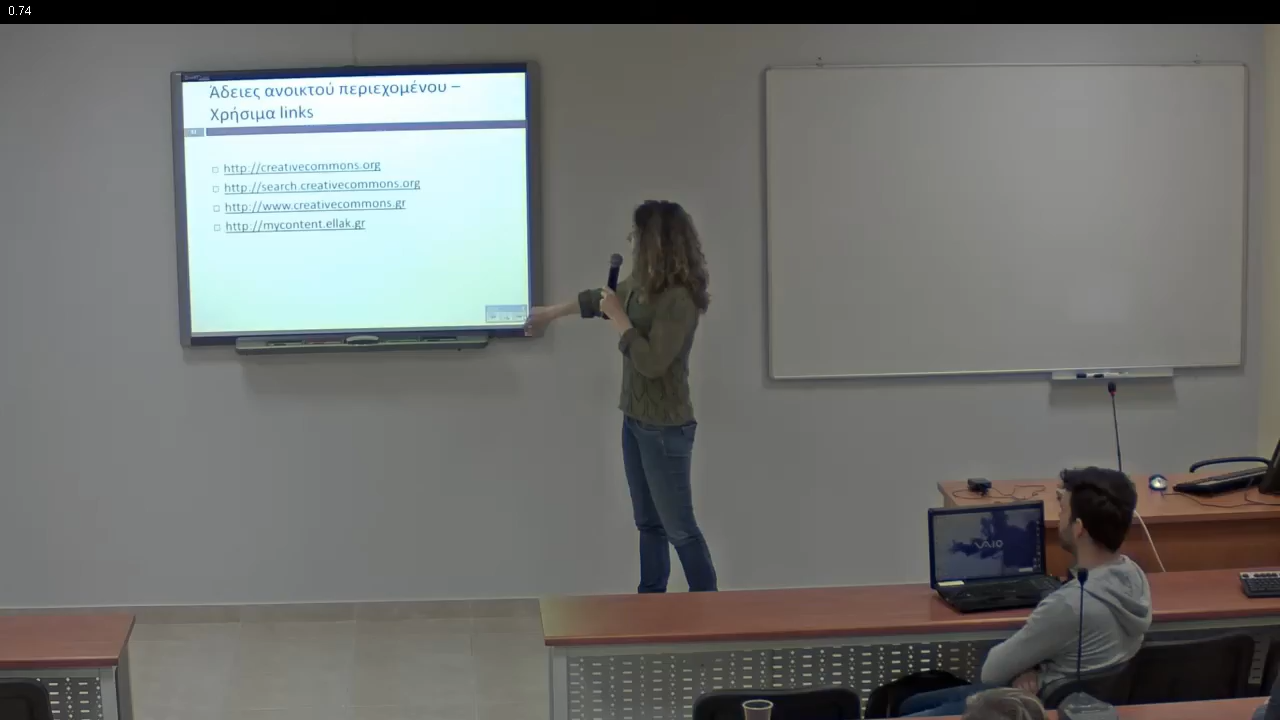 0.74
Άδειες ανοικτού περιεχομένου –
Χρήσιμα links
http://creativecommons.org
http://search.creativecommons.org
http://www.creativecommons.gr
http://mycontent.ellak.gr
VAIO